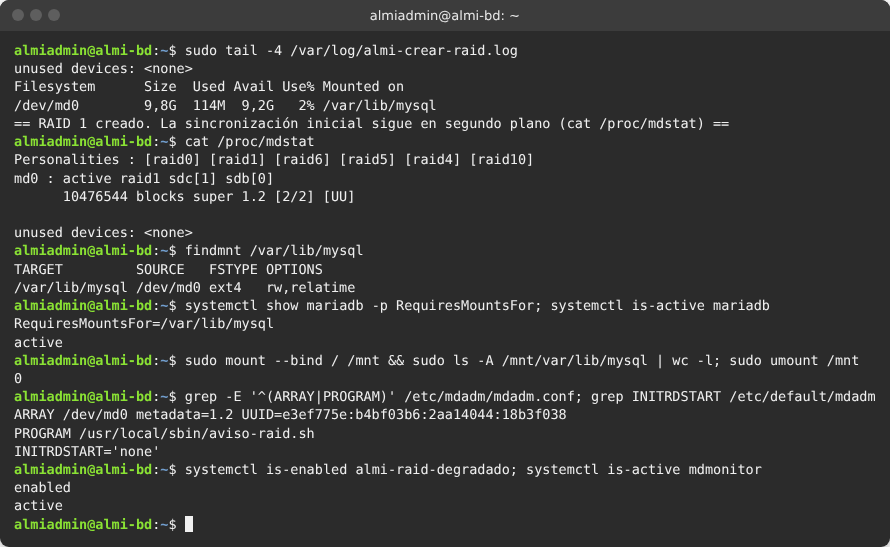 almiadmin@almi-bd: ~
almiadmin@almi-bd:~$ sudo tail -4 /var/log/almi-crear-raid.log
unused devices: <none>
Filesystem      Size  Used Avail Use% Mounted on
/dev/md0        9,8G  114M  9,2G   2% /var/lib/mysql
== RAID 1 creado. La sincronización inicial sigue en segundo plano (cat /proc/mdstat) ==
almiadmin@almi-bd:~$ cat /proc/mdstat
Personalities : [raid0] [raid1] [raid6] [raid5] [raid4] [raid10]
md0 : active raid1 sdc[1] sdb[0]
      10476544 blocks super 1.2 [2/2] [UU]

unused devices: <none>
almiadmin@almi-bd:~$ findmnt /var/lib/mysql
TARGET         SOURCE   FSTYPE OPTIONS
/var/lib/mysql /dev/md0 ext4   rw,relatime
almiadmin@almi-bd:~$ systemctl show mariadb -p RequiresMountsFor; systemctl is-active mariadb
RequiresMountsFor=/var/lib/mysql
active
almiadmin@almi-bd:~$ sudo mount --bind / /mnt && sudo ls -A /mnt/var/lib/mysql | wc -l; sudo umount /mnt
0
almiadmin@almi-bd:~$ grep -E '^(ARRAY|PROGRAM)' /etc/mdadm/mdadm.conf; grep INITRDSTART /etc/default/mdadm
ARRAY /dev/md0 metadata=1.2 UUID=e3ef775e:b4bf03b6:2aa14044:18b3f038
PROGRAM /usr/local/sbin/aviso-raid.sh
INITRDSTART='none'
almiadmin@almi-bd:~$ systemctl is-enabled almi-raid-degradado; systemctl is-active mdmonitor
enabled
active
almiadmin@almi-bd:~$